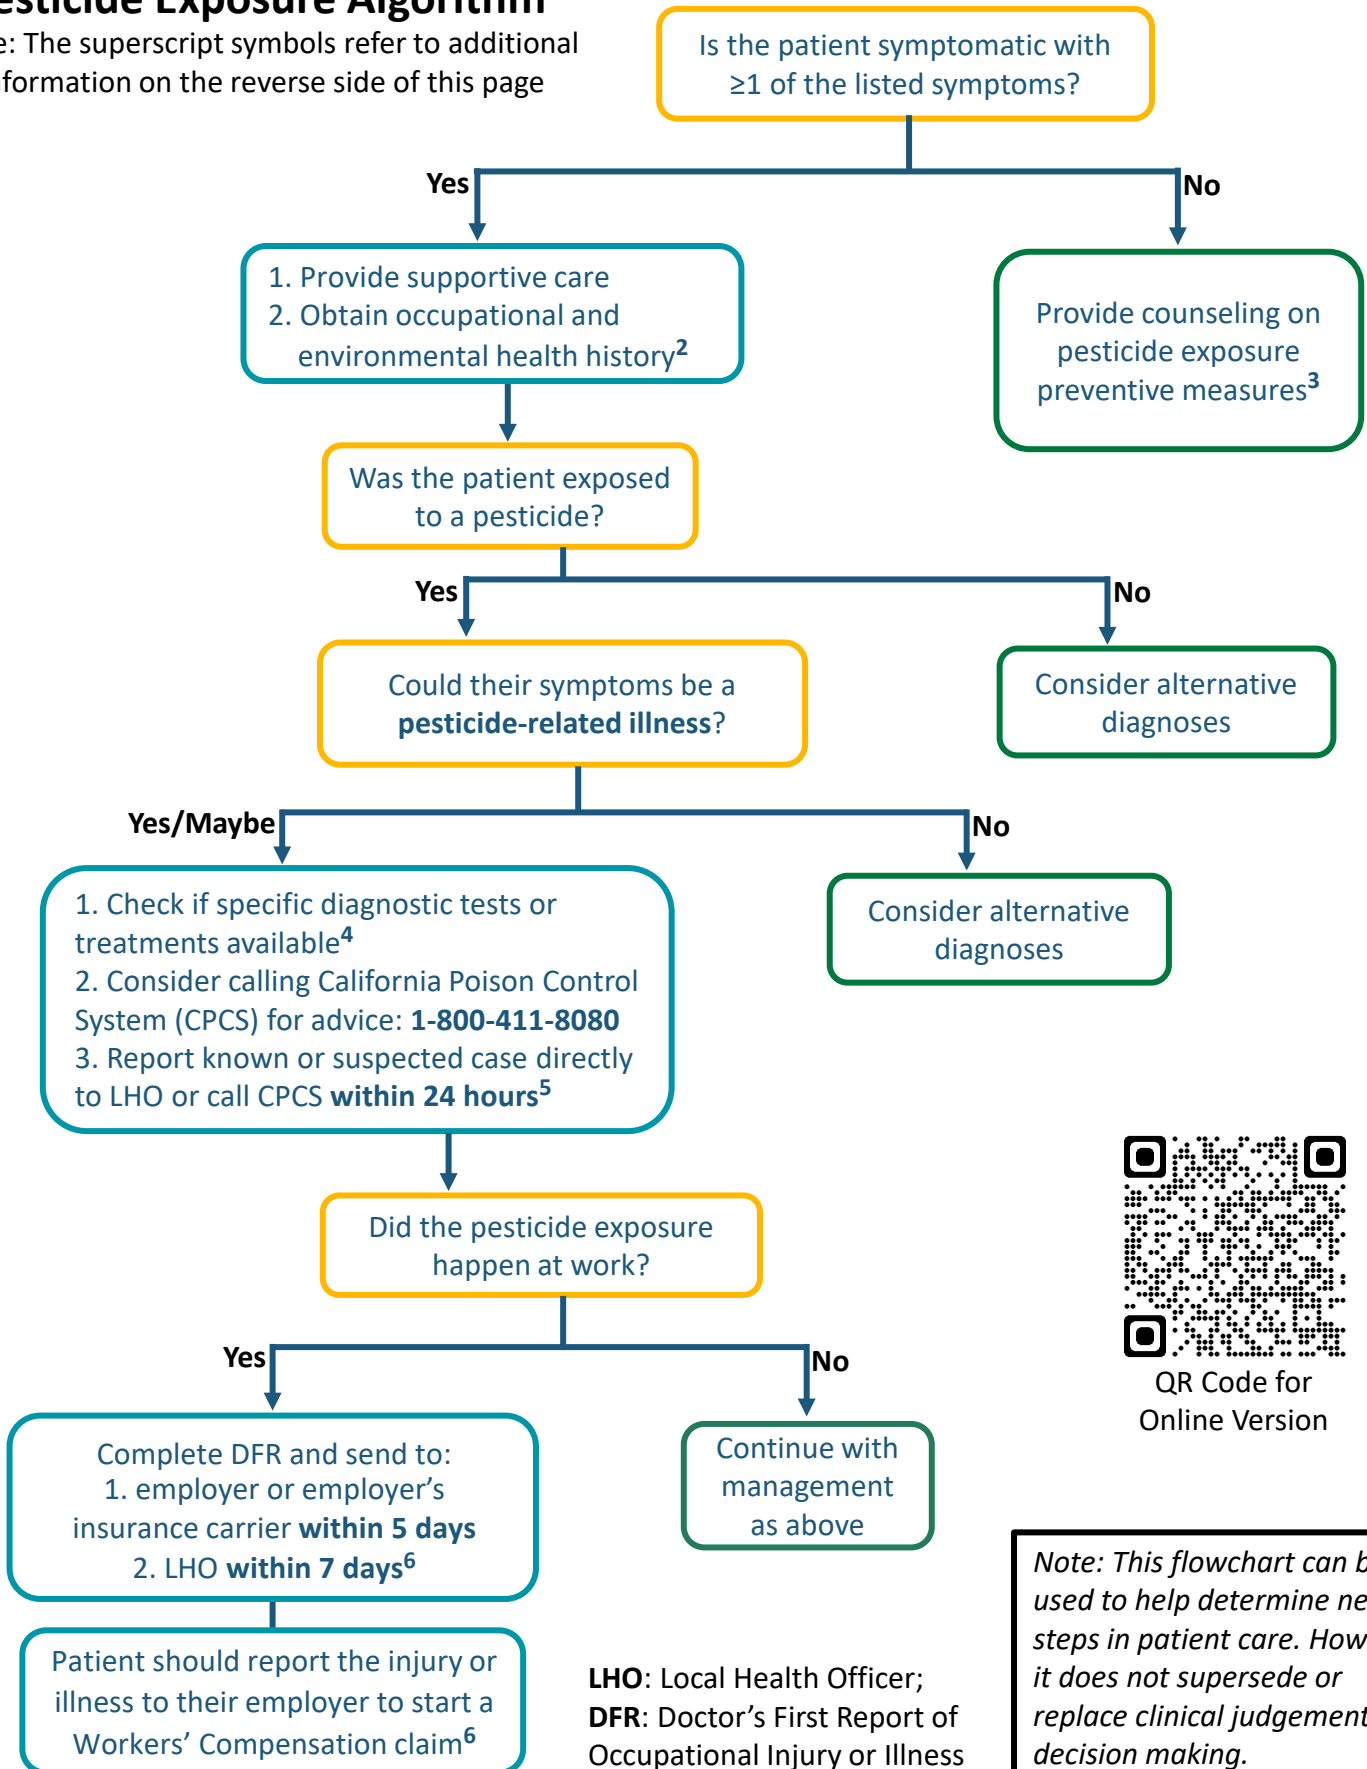 Pesticide Exposure Algorithm
e: The superscript symbols refer to additional
formation on the reverse side of this page
Is the patient symptomatic with
≥1 of the listed symptoms?
Yes
No
1. Provide supportive care
2. Obtain occupational and
environmental health history2
Provide counseling on
pesticide exposure
preventive measures3
Was the patient exposed
to a pesticide?
Yes
No
Could their symptoms be a
pesticide-related illness?
Consider alternative
diagnoses
Yes/Maybe
No
1. Check if specific diagnostic tests or
treatments available4
2. Consider calling California Poison Control
System (CPCS) for advice: 1-800-411-8080
3. Report known or suspected case directly
to LHO or call CPCS within 24 hours5
Consider alternative
diagnoses
Did the pesticide exposure
happen at work?
Yes
No
QR Code for
Online Version
Complete DFR and send to:
1. employer or employer's
insurance carrier within 5 days
2. LHO within 7 days6
Continue with
management
as above
Patient should report the injury or
illness to their employer to start a
Workers' Compensation claim6
LHO: Local Health Officer;
DFR: Doctor's First Report of
Occupational Injury or Illness
Note: This flowchart can b
used to help determine ne
steps in patient care. How
it does not supersede or
replace clinical judgement
decision making.